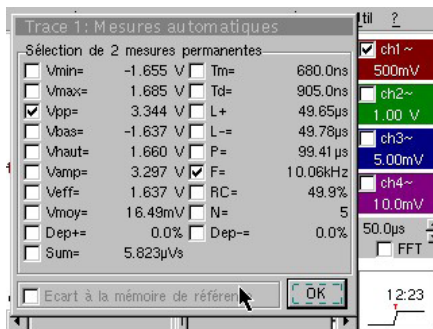 Trace 1: Mesures automatiques
Util ?
Sélection de 2 mesures permanentes
Vmin= -1.655 V Tm= 680.0ns
Vmax= 1.685 V Td= 905.0ns
Vpp= 3.344 V L+ 49.65µs
Vbas= -1.637 V L-= 49.78µs
Vhaut= 1.660 V P= 99.41µs
Vamp= 3.297 V F= 10.06kHz
Veff= 1.637 V RC= 49.9%
Vmoy= 16.49mV N= 5
Dep+= 0.0% Dep-= 0.0%
Sum= 5.823µVs
Ecart à la mémoire de référen
OK
ch1~
500mV
ch2~
1.00 V
ch3~
5.00mV
ch4~
10.0mV
50.0µs
FFT
12:23